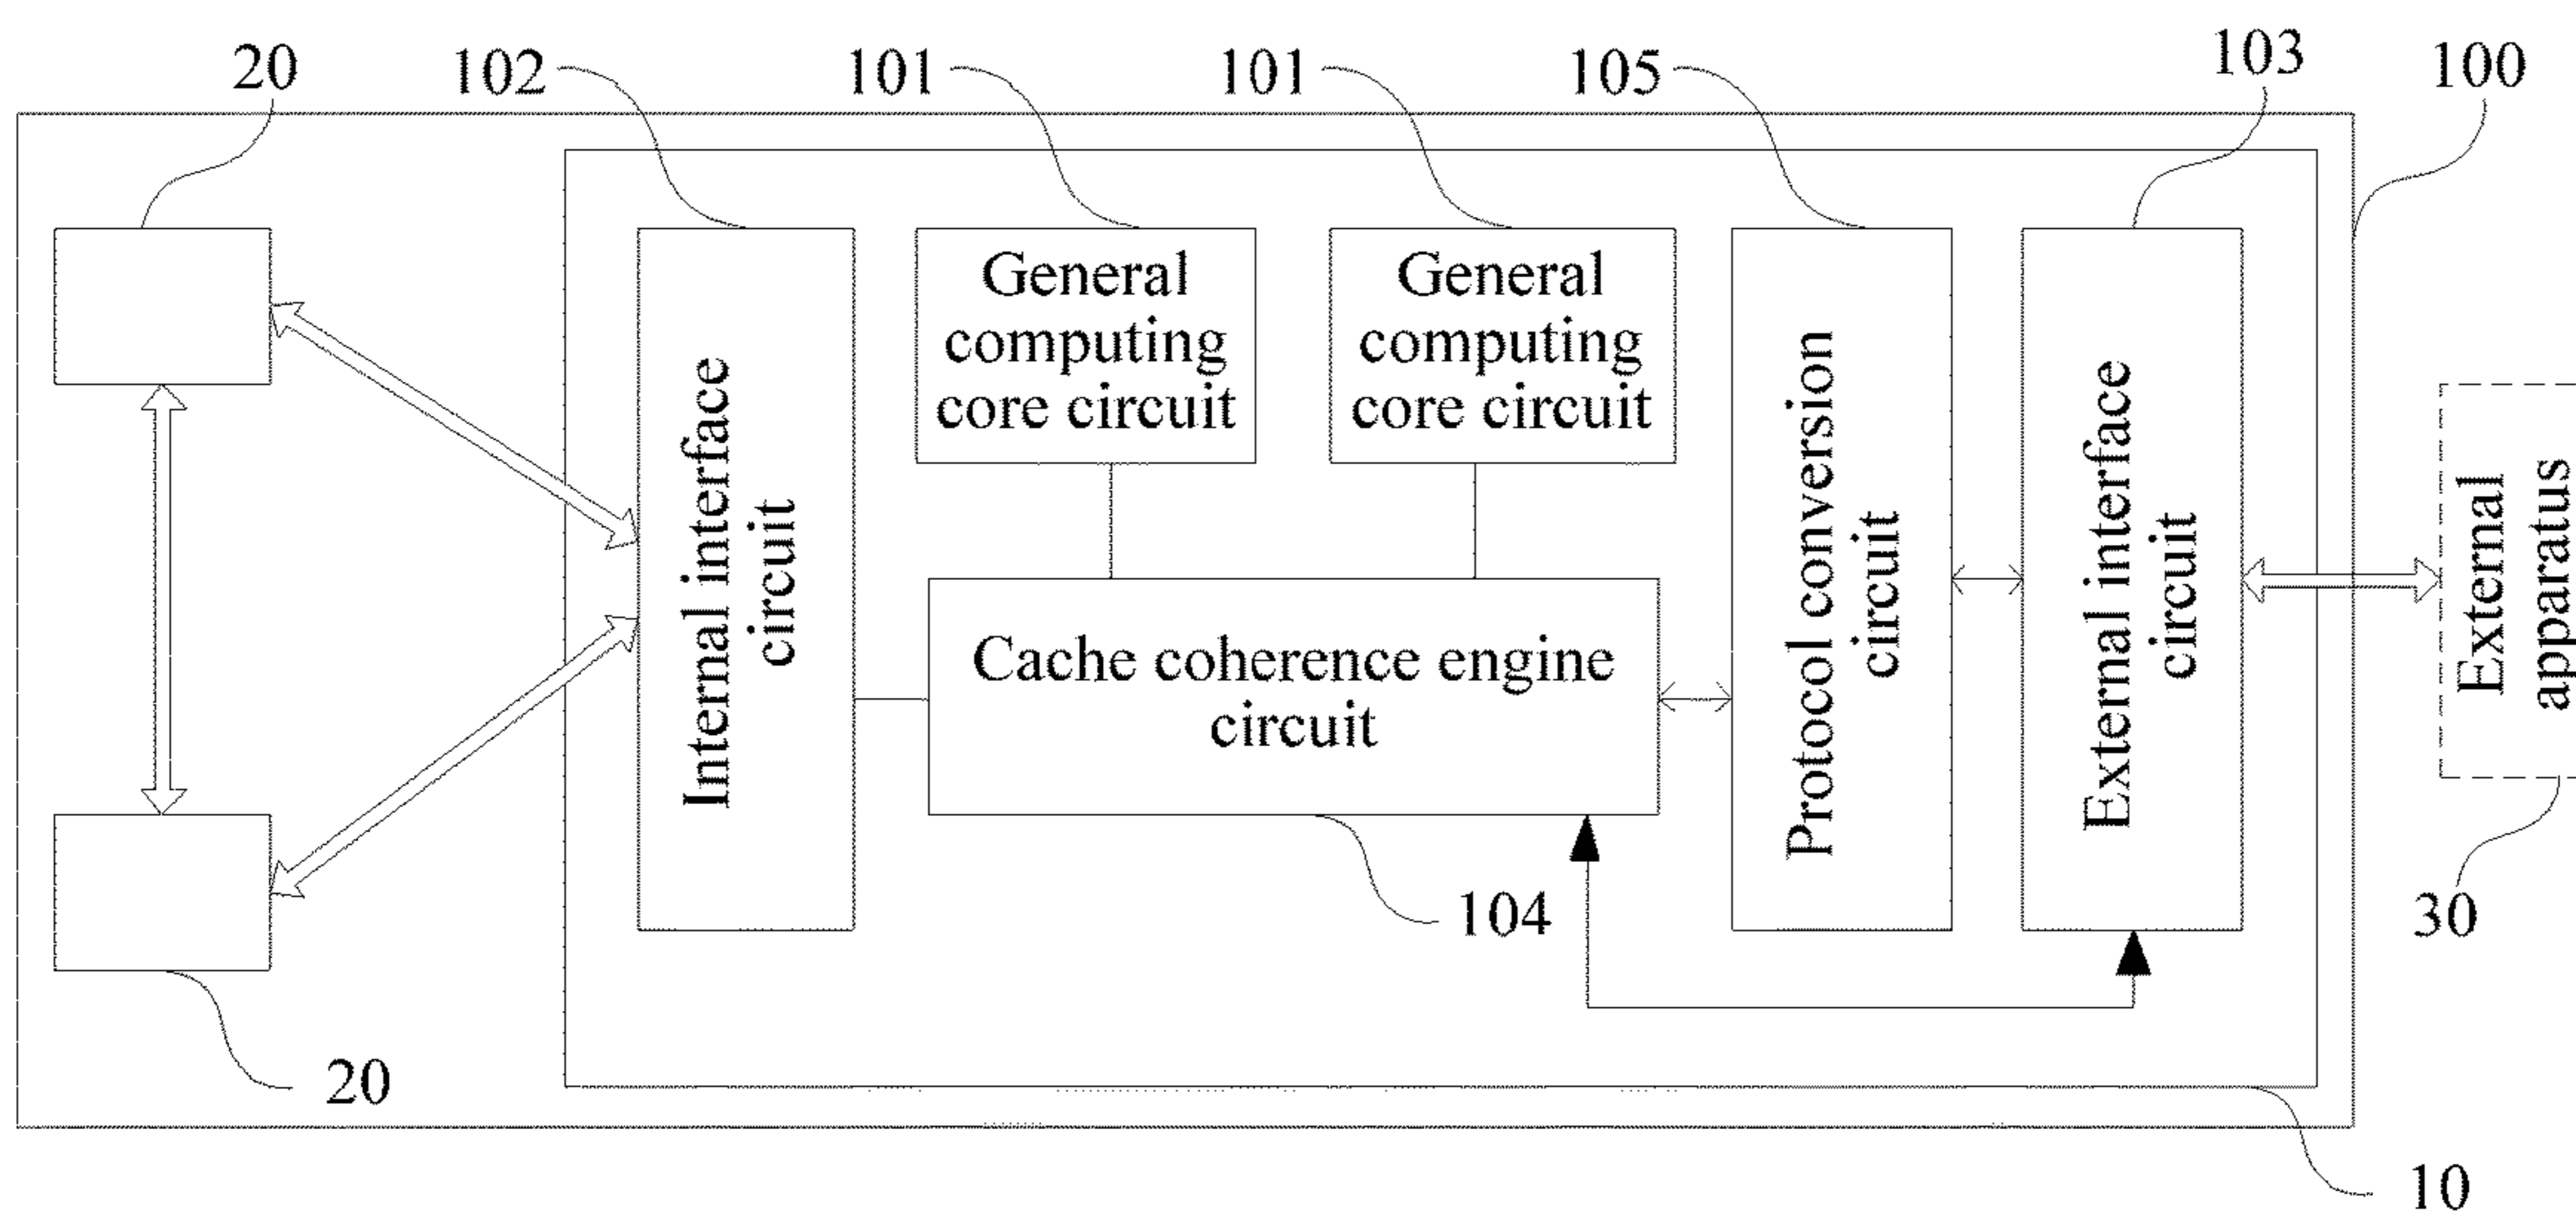 20
102
101
101
105
103
100
General
computing
core circuit
General
computing
core circuit
Internal interface
circuit
Cache coherence engine
circuit
Protocol conversion
circuit
External interface
circuit
External
apparatus
104
30
20
10